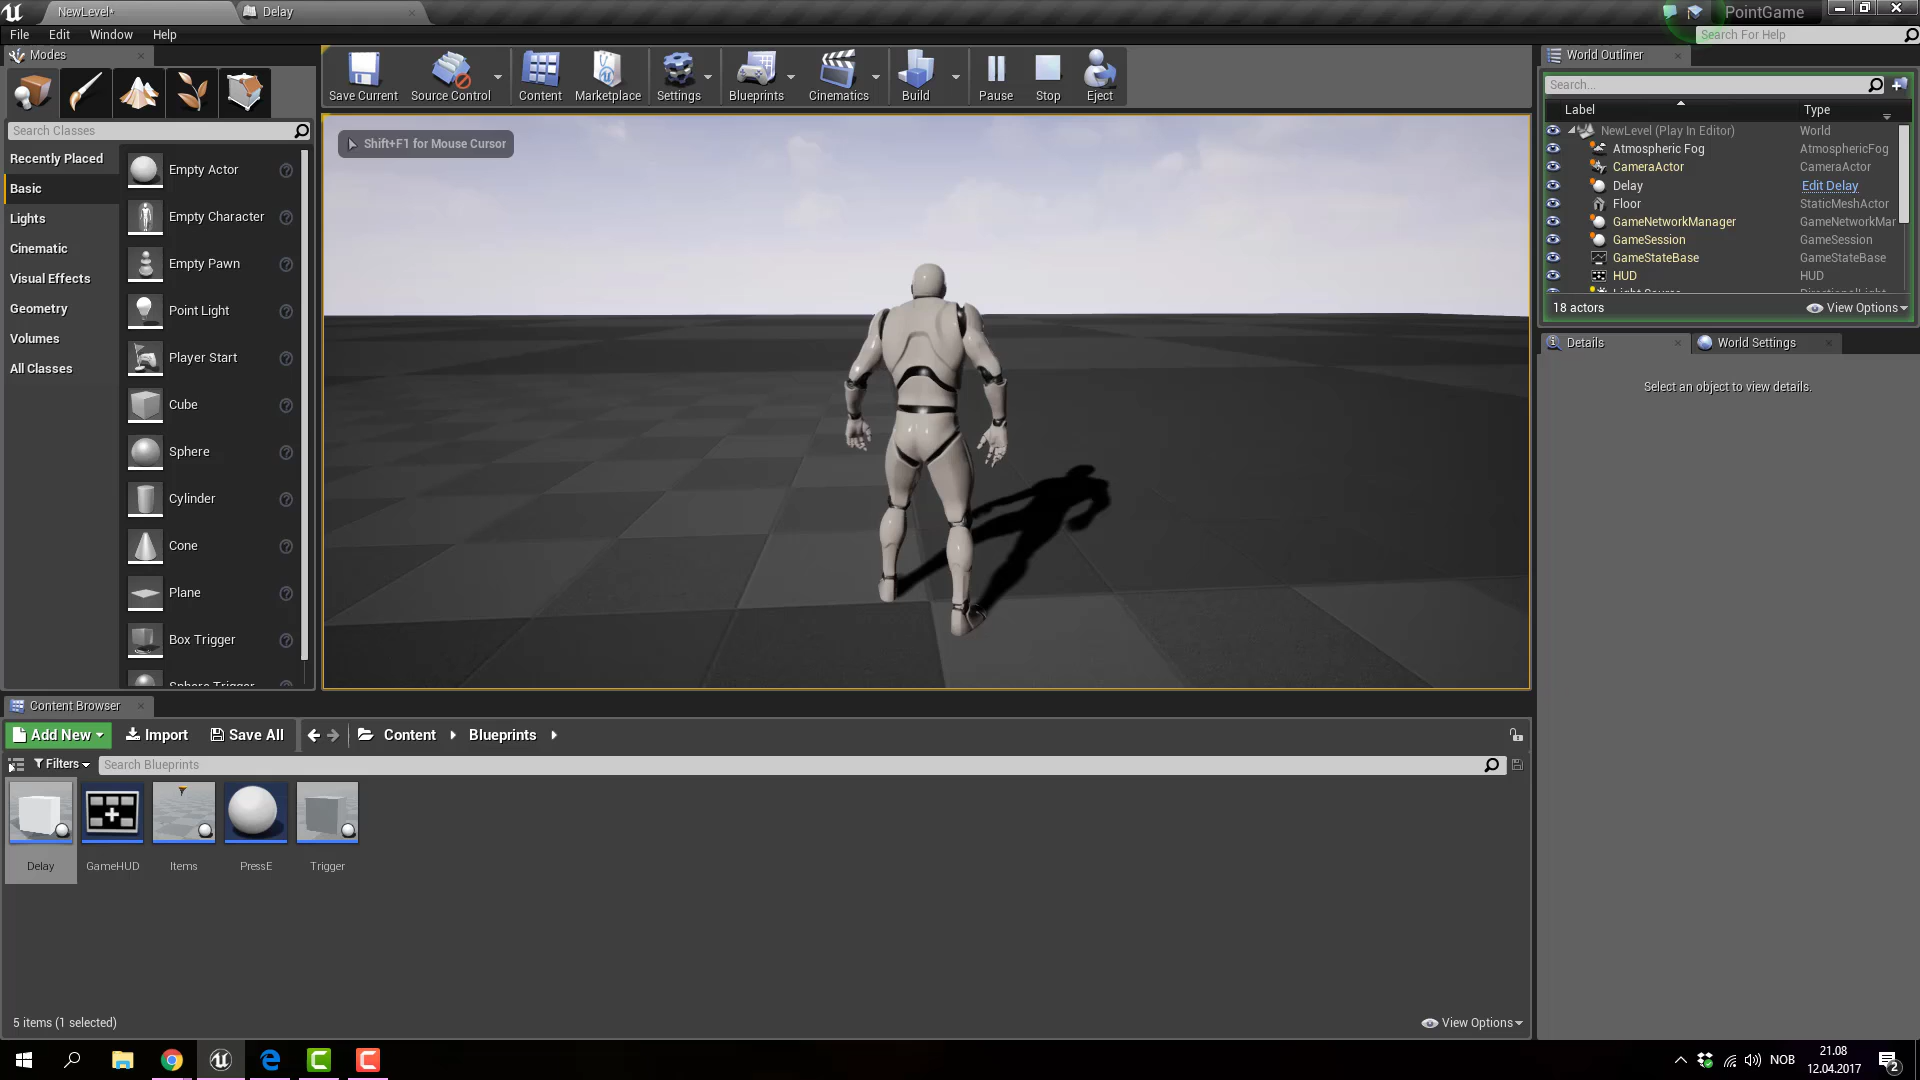 NewLevel*
Delay
PointGame
File
Edit
Window
Help
Search For Help
Modes
Save Current
Source Control
Content
Marketplace
Settings
Blueprints
Cinematics
Build
Pause
Stop
Eject
World Outliner
Search...
Label
Type
NewLevel (Play In Editor)
World
Atmospheric Fog
AtmosphericFog
CameraActor
CameraActor
Delay
Edit Delay
Floor
StaticMeshActor
GameNetworkManager
GameNetworkMar
GameSession
GameSession
GameStateBase
GameStateBase
HUD
HUD
Light Source
DirectionalLight
18 actors
View Options
Details
World Settings
Select an object to view details.
Search Classes
Recently Placed
Basic
Lights
Cinematic
Visual Effects
Geometry
Volumes
All Classes
Empty Actor
Empty Character
Empty Pawn
Point Light
Player Start
Cube
Sphere
Cylinder
Cone
Plane
Box Trigger
Sphere Trigger
Shift+F1 for Mouse Cursor
Content Browser
Add New
Import
Save All
Content
Blueprints
Filters
Search Blueprints
Delay
GameHUD
Items
PressE
Trigger
5 items (1 selected)
View Options
NOB
21.08
12.04.2017
2